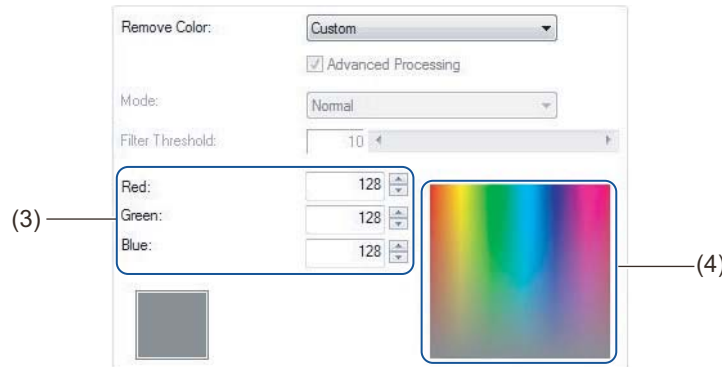 Remove Color: Custom
Advanced Processing
Mode: Normal
Filter Threshold: 10
Red: 128
(3) Green: 128
Blue: 128
(4)